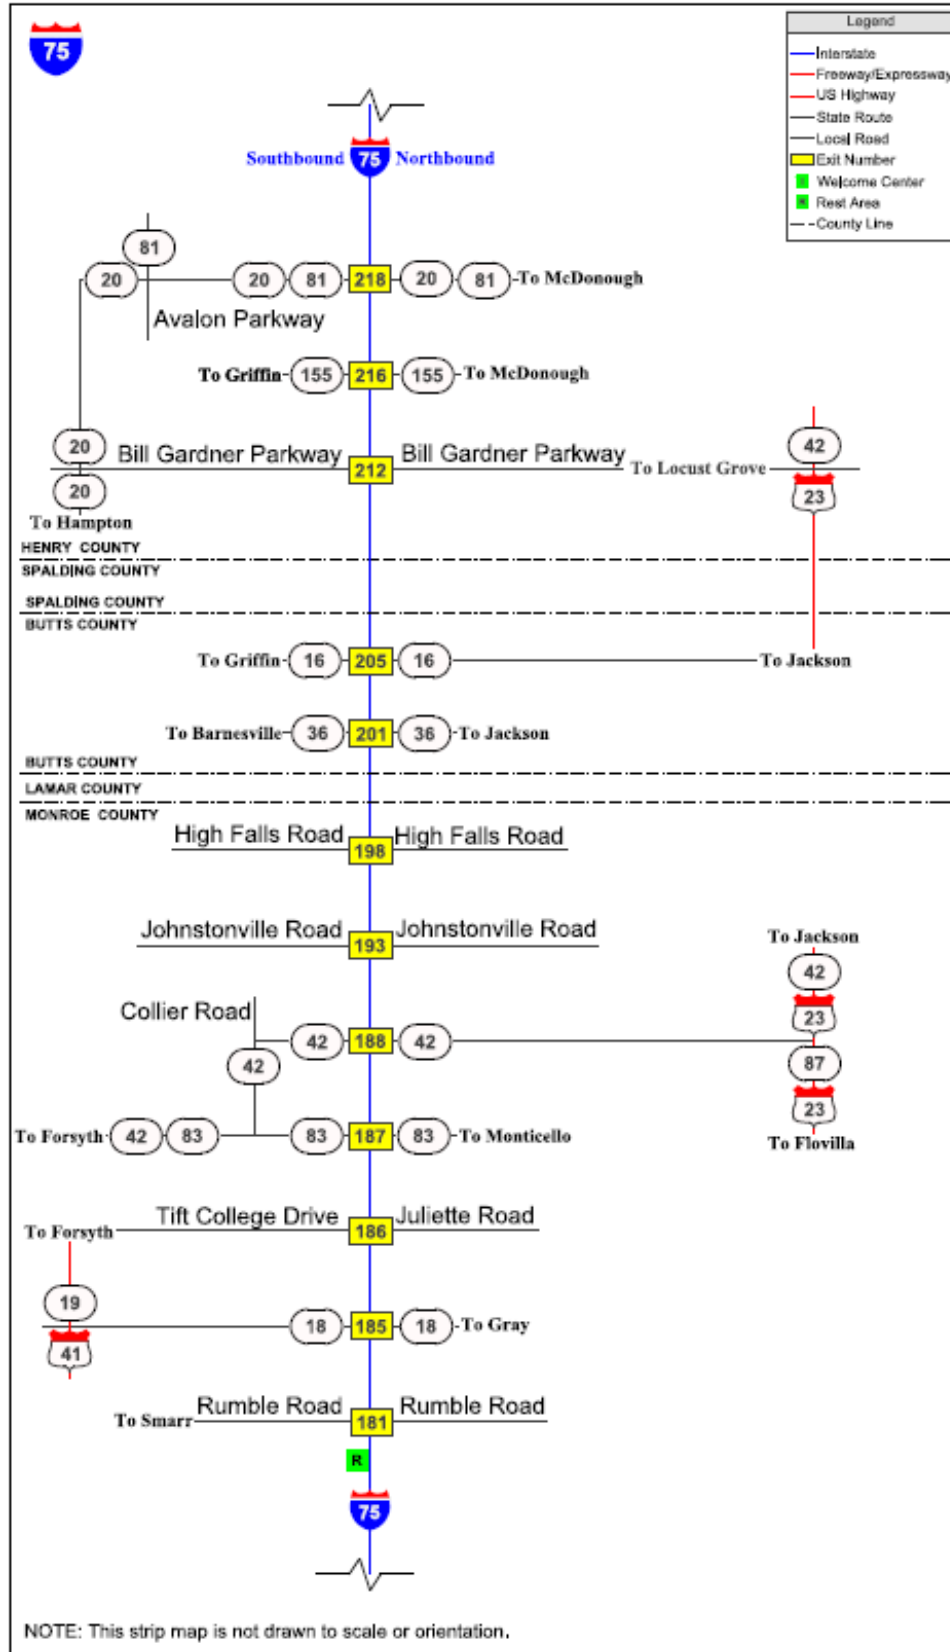 75
Legend
Interstate
Freeway/Expressway
US Highway
State Route
Local Road
Exit Number
Welcome Center
R Rest Area
County Line
Southbound 75 Northbound
81
20 20 81 218 20 81 To McDonough
Avalon Parkway
To Griffin 155 216 155 To McDonough
20 Bill Gardner Parkway 212 Bill Gardner Parkway To Locust Grove 42
20 23
To Hampton
HENRY COUNTY
SPALDING COUNTY
SPALDING COUNTY
BUTTS COUNTY
To Griffin 16 205 16 To Jackson
To Barnesville 36 201 36 To Jackson
BUTTS COUNTY
LAMAR COUNTY
MONROE COUNTY
High Falls Road 198 High Falls Road
Johnstonville Road 193 Johnstonville Road
To Jackson
42
Collier Road 23
42 188 42
42 87
23
To Forsyth 42 83 83 187 83 To Monticello
To Flovilla
Tift College Drive 186 Juliette Road
To Forsyth
19
18 185 18 To Gray
41
To Smarr Rumble Road 181 Rumble Road
R
75
NOTE: This strip map is not drawn to scale or orientation.